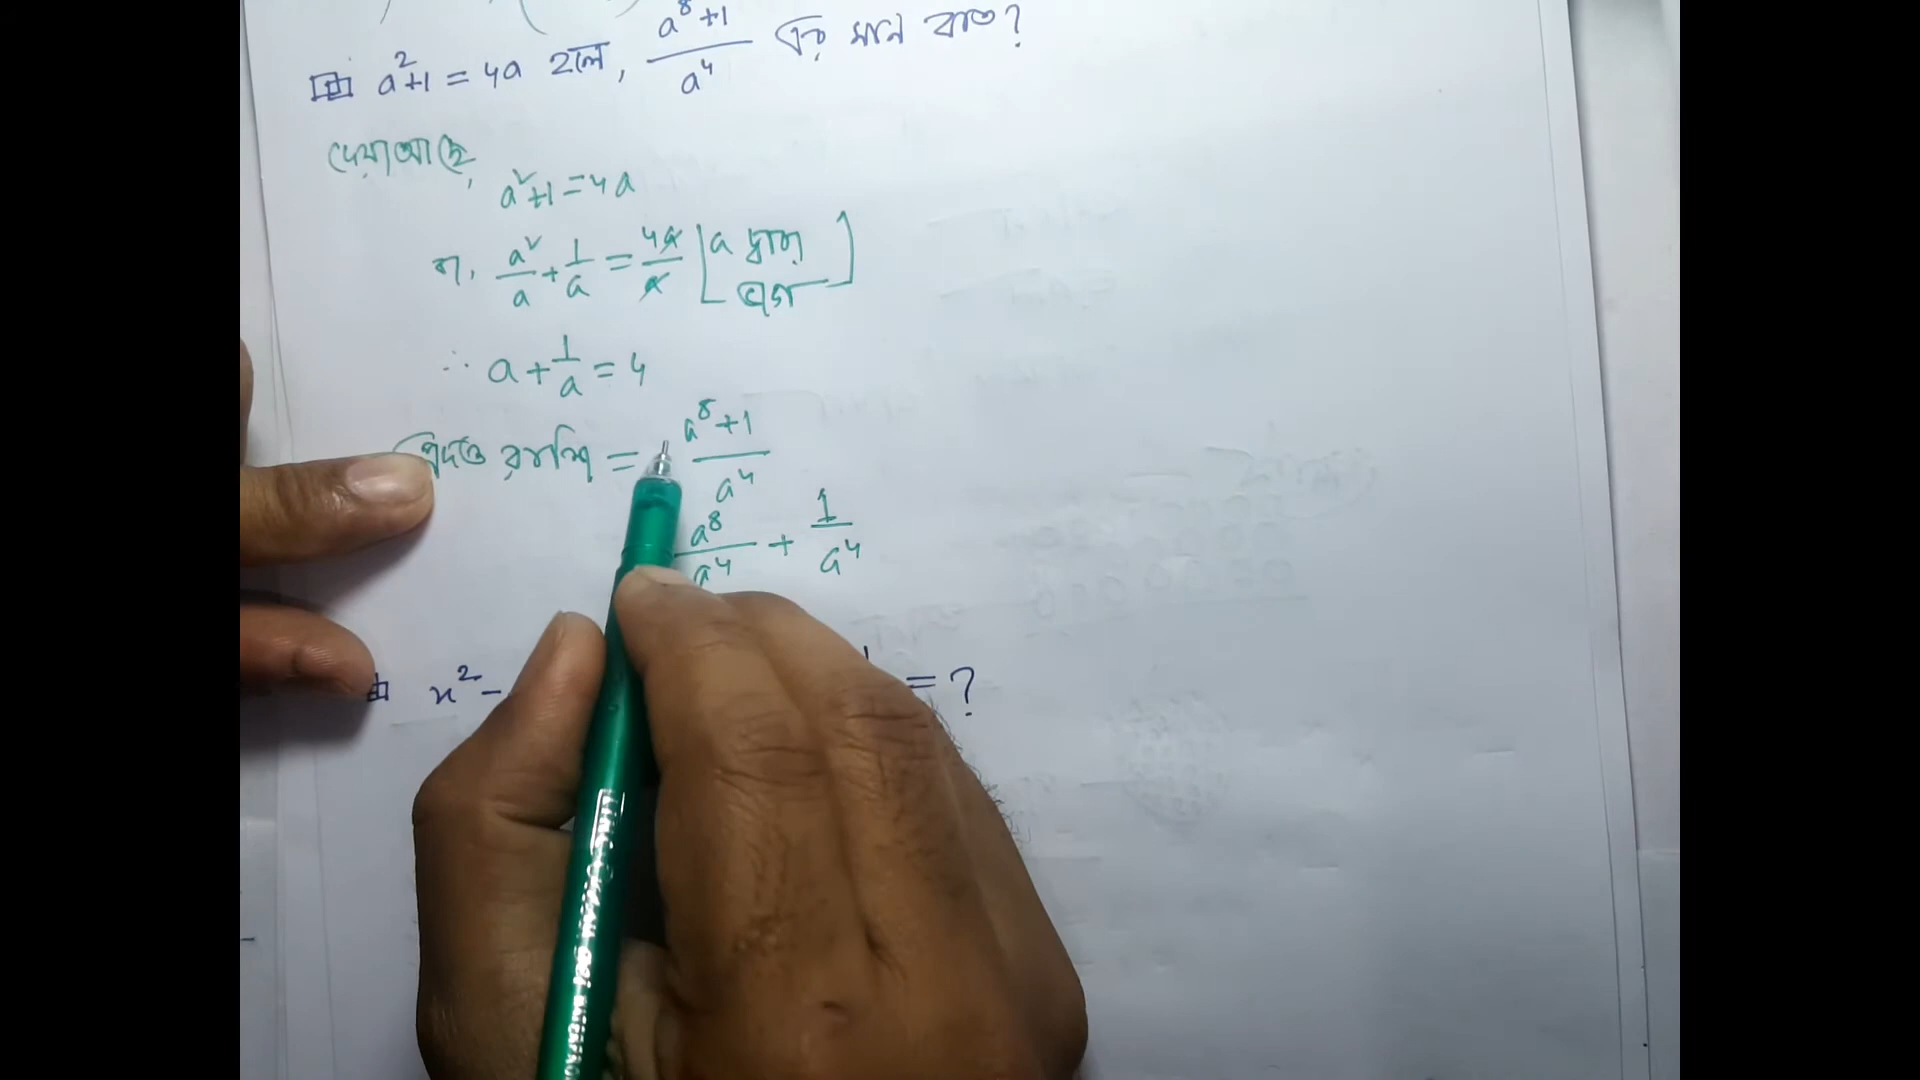 a²+1 = 4a হলে, (a⁸+1)/a⁴ এর মান কত?
দেয়া আছে,
a²+1 = 4a
বা, a²/a + 1/a = 4a/a [a দ্বারা ভাগ]
∴ a + 1/a = 4
প্রদত্ত রাশি = (a⁸+1)/a⁴
a⁸/a⁴ + 1/a⁴
x² -
= ?